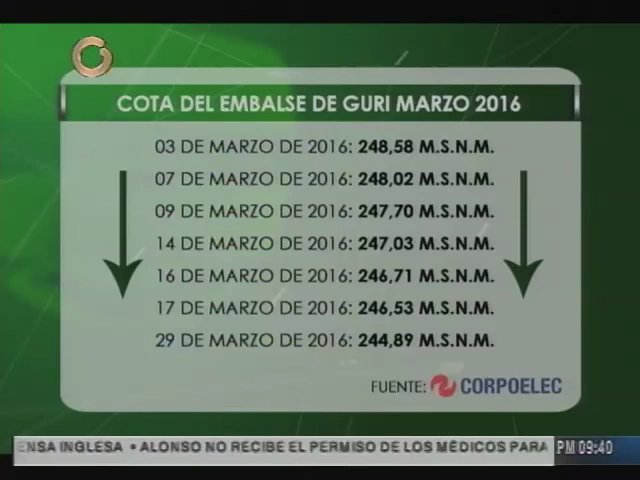 COTA DEL EMBALSE DE GURI MARZO 2016
03 DE MARZO DE 2016: 248,58 M.S.N.M.
07 DE MARZO DE 2016: 248,02 M.S.N.M.
09 DE MARZO DE 2016: 247,70 M.S.N.M.
14 DE MARZO DE 2016: 247,03 M.S.N.M.
16 DE MARZO DE 2016: 246,71 M.S.N.M.
17 DE MARZO DE 2016: 246,53 M.S.N.M.
29 DE MARZO DE 2016: 244,89 M.S.N.M.
FUENTE: CORPOELEC
ENSA INGLESA • ALONSO NO RECIBE EL PERMISO DE LOS MÉDICOS PARA PM 09:40